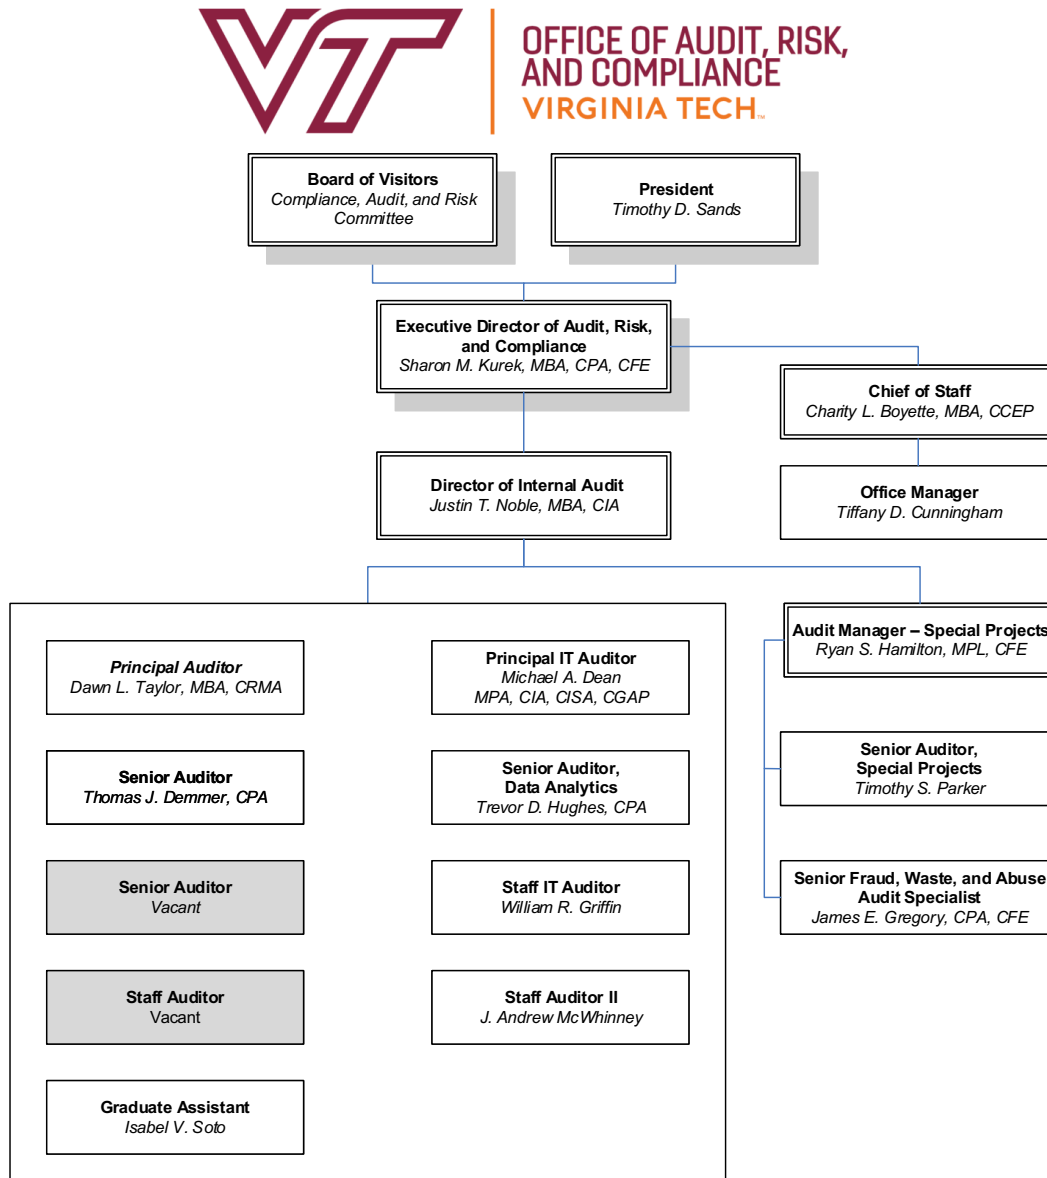 VT
OFFICE OF AUDIT, RISK,
AND COMPLIANCE
VIRGINIA TECH™
Board of Visitors
Compliance, Audit, and Risk
Committee
President
Timothy D. Sands
Executive Director of Audit, Risk,
and Compliance
Sharon M. Kurek, MBA, CPA, CFE
Chief of Staff
Charity L. Boyette, MBA, CCEP
Director of Internal Audit
Justin T. Noble, MBA, CIA
Office Manager
Tiffany D. Cunningham
Principal Auditor
Dawn L. Taylor, MBA, CRMA
Principal IT Auditor
Michael A. Dean
MPA, CIA, CISA, CGAP
Audit Manager – Special Projects
Ryan S. Hamilton, MPL, CFE
Senior Auditor
Thomas J. Demmer, CPA
Senior Auditor,
Data Analytics
Trevor D. Hughes, CPA
Senior Auditor,
Special Projects
Timothy S. Parker
Senior Auditor
Vacant
Staff IT Auditor
William R. Griffin
Senior Fraud, Waste, and Abuse
Audit Specialist
James E. Gregory, CPA, CFE
Staff Auditor
Vacant
Staff Auditor II
J. Andrew McWhinney
Graduate Assistant
Isabel V. Soto